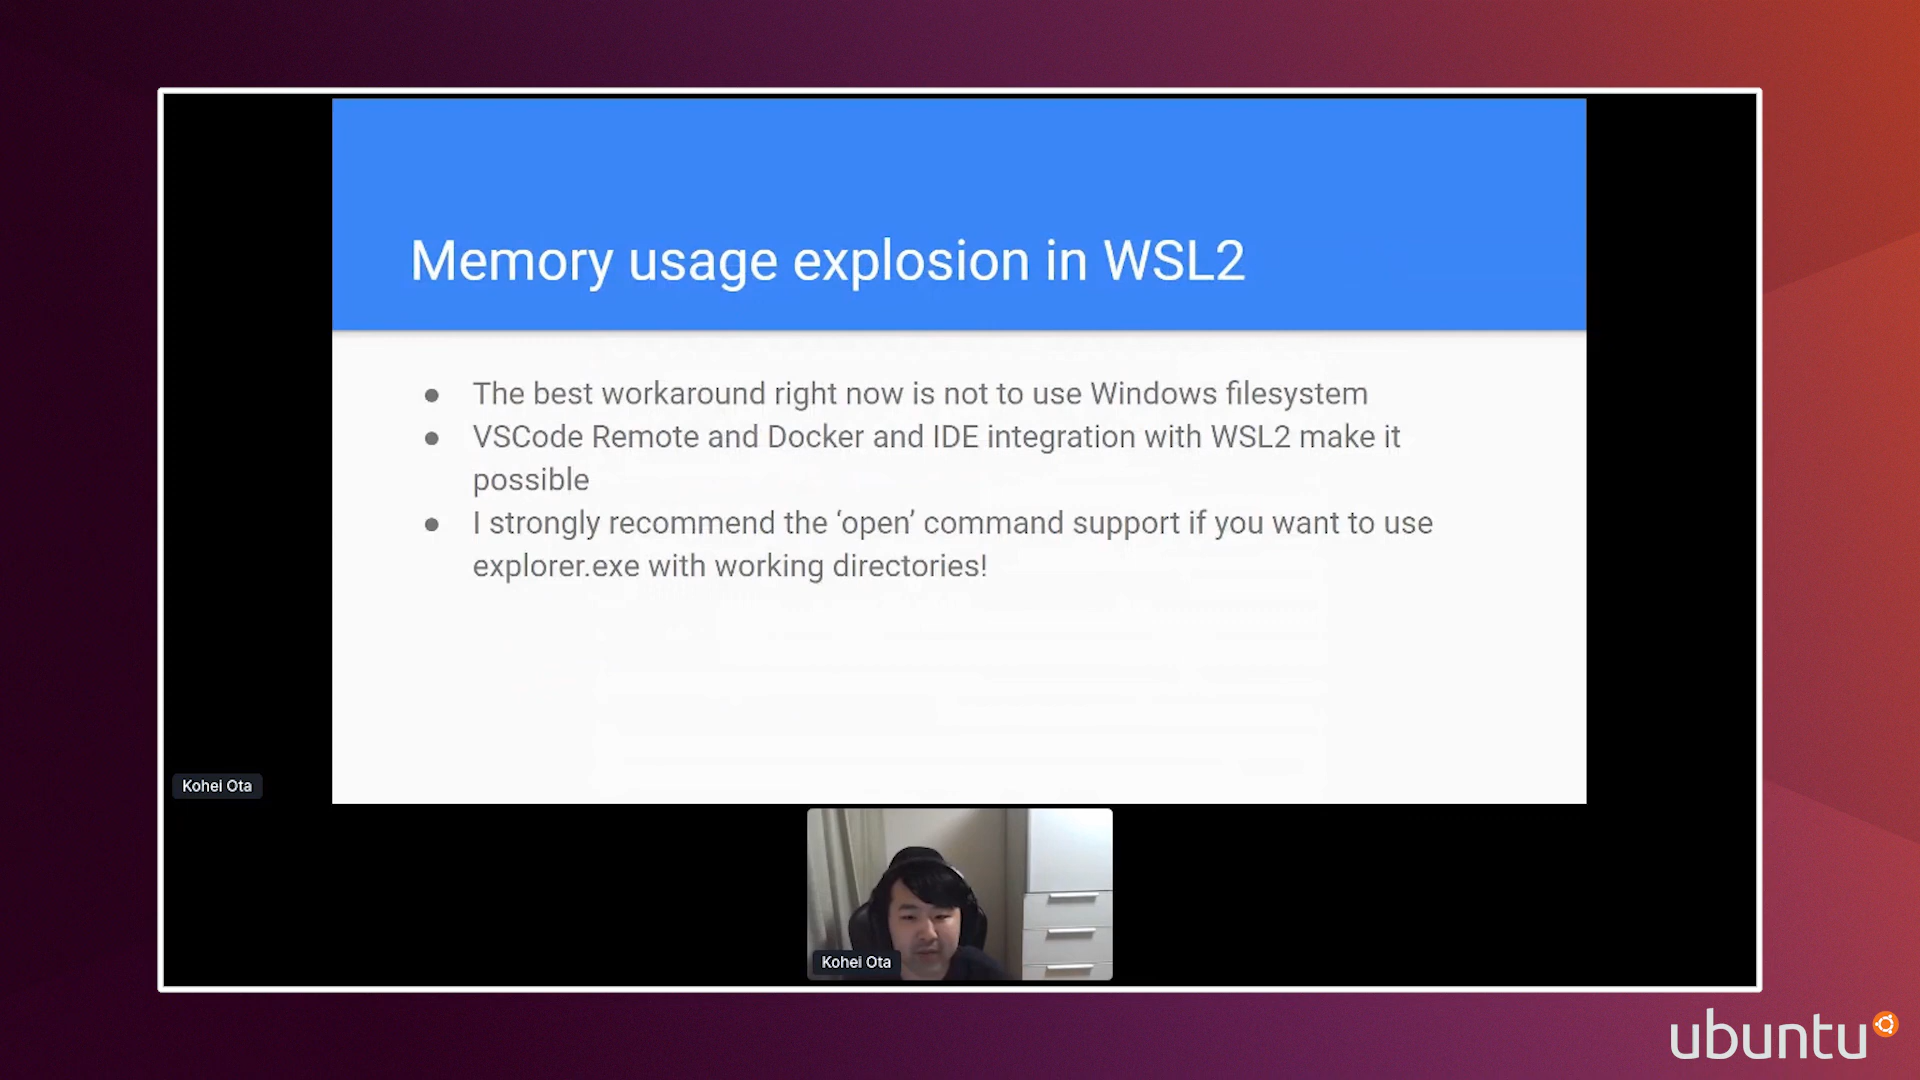 Memory usage explosion in WSL2
● The best workaround right now is not to use Windows filesystem
● VSCode Remote and Docker and IDE integration with WSL2 make it
possible
● I strongly recommend the ‘open’ command support if you want to use
explorer.exe with working directories!
Kohei Ota
Kohei Ota
ubuntu